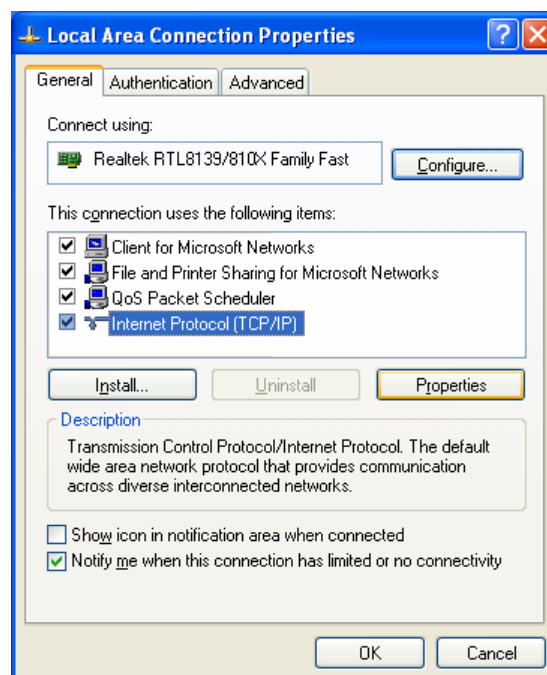 Local Area Connection Properties
General Authentication Advanced
Connect using:
Realtek RTL8139/810X Family Fast
Configure...
This connection uses the following items:
Client for Microsoft Networks
File and Printer Sharing for Microsoft Networks
QoS Packet Scheduler
Internet Protocol (TCP/IP)
Install... Uninstall Properties
Description
Transmission Control Protocol/Internet Protocol. The default
wide area network protocol that provides communication
across diverse interconnected networks.
Show icon in notification area when connected
Notify me when this connection has limited or no connectivity
OK Cancel